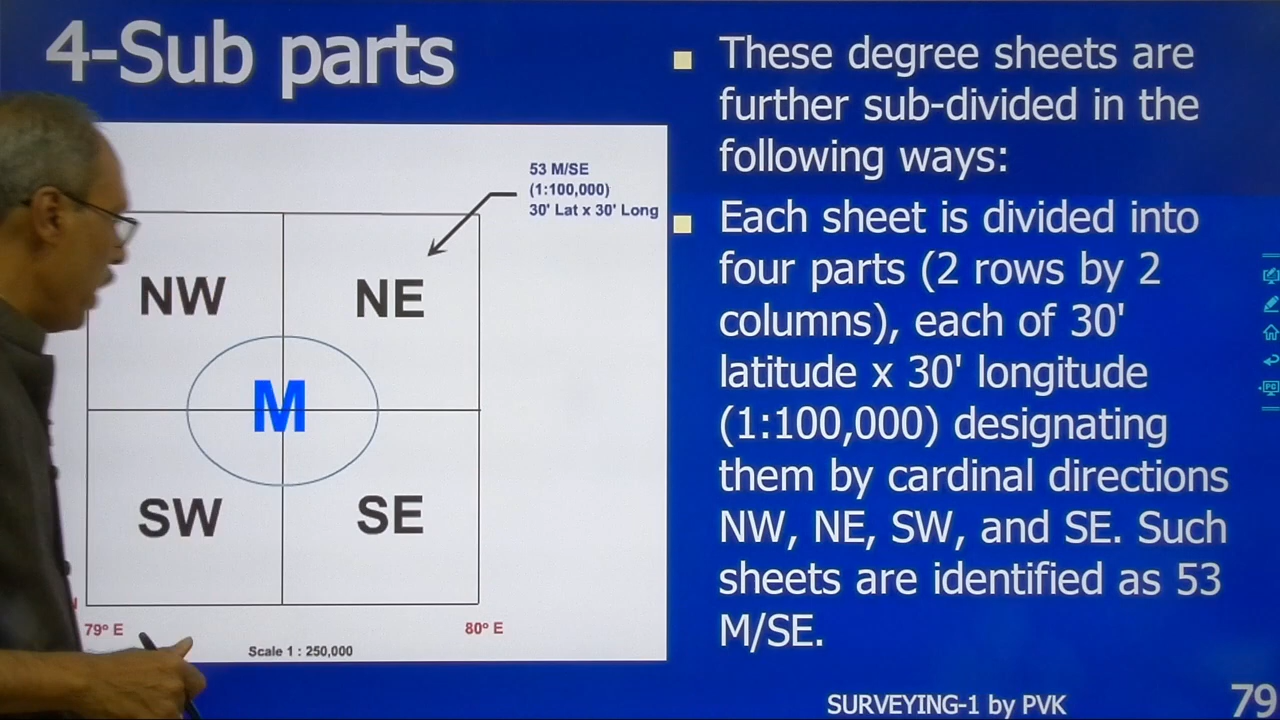 4-Sub parts
53 M/SE
(1:100,000)
30' Lat x 30' Long
NW
NE
M
SW
SE
79º E
80º E
Scale 1 : 250,000
These degree sheets are
further sub-divided in the
following ways:
Each sheet is divided into
four parts (2 rows by 2
columns), each of 30'
latitude x 30' longitude
(1:100,000) designating
them by cardinal directions
NW, NE, SW, and SE. Such
sheets are identified as 53
M/SE.
SURVEYING-1 by PVK
79